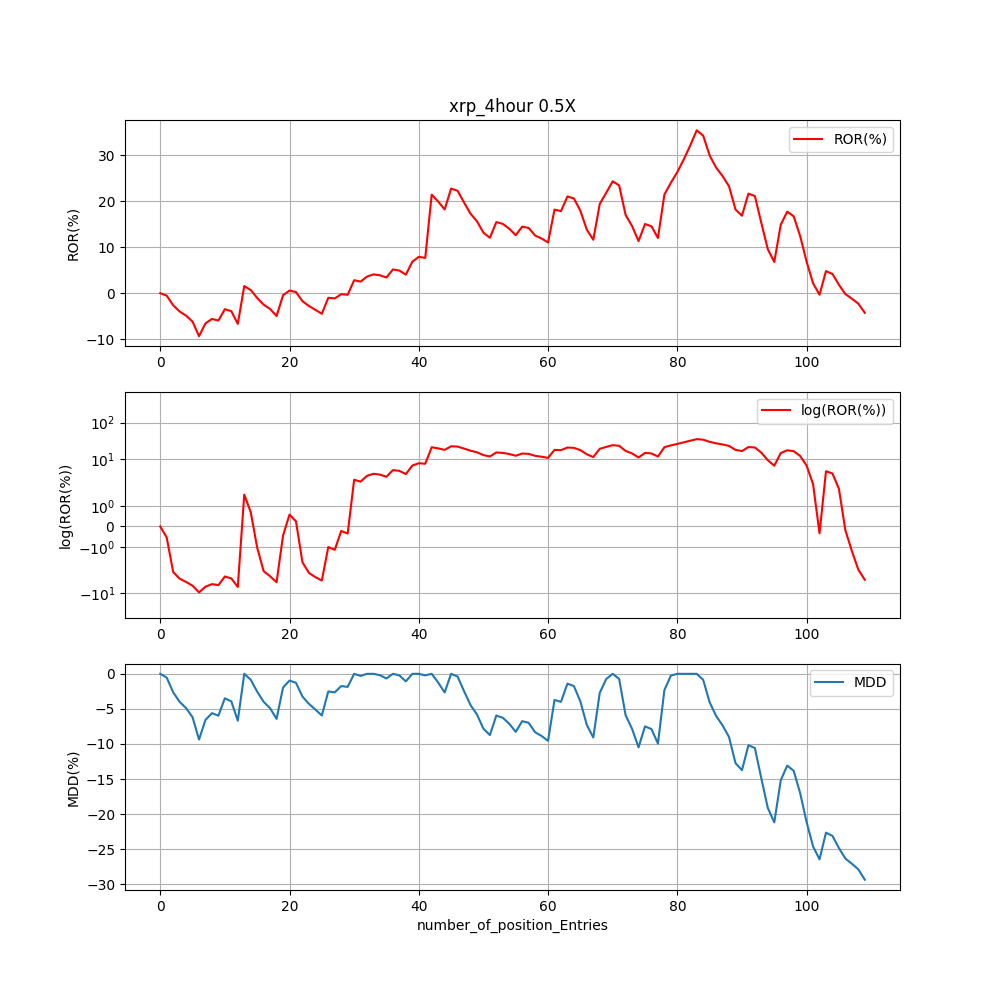 xrp_4hour 0.5X
ROR(%)
ROR(%)
30
20
10
0
−10
0 20 40 60 80 100
log(ROR(%))
log(ROR(%))
10²
10¹
10⁰
0
−10⁰
−10¹
0 20 40 60 80 100
MDD
MDD(%)
0
−5
−10
−15
−20
−25
−30
0 20 40 60 80 100
number_of_position_Entries